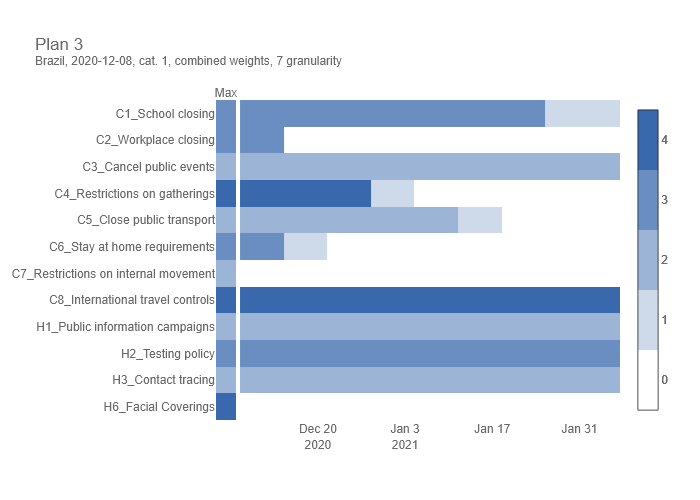 Plan 3
Brazil, 2020-12-08, cat. 1, combined weights, 7 granularity
Max
C1_School closing
C2_Workplace closing
C3_Cancel public events
C4_Restrictions on gatherings
C5_Close public transport
C6_Stay at home requirements
C7_Restrictions on internal movement
C8_International travel controls
H1_Public information campaigns
H2_Testing policy
H3_Contact tracing
H6_Facial Coverings
Dec 20 Jan 3 Jan 17 Jan 31
2020 2021
4
3
2
1
0